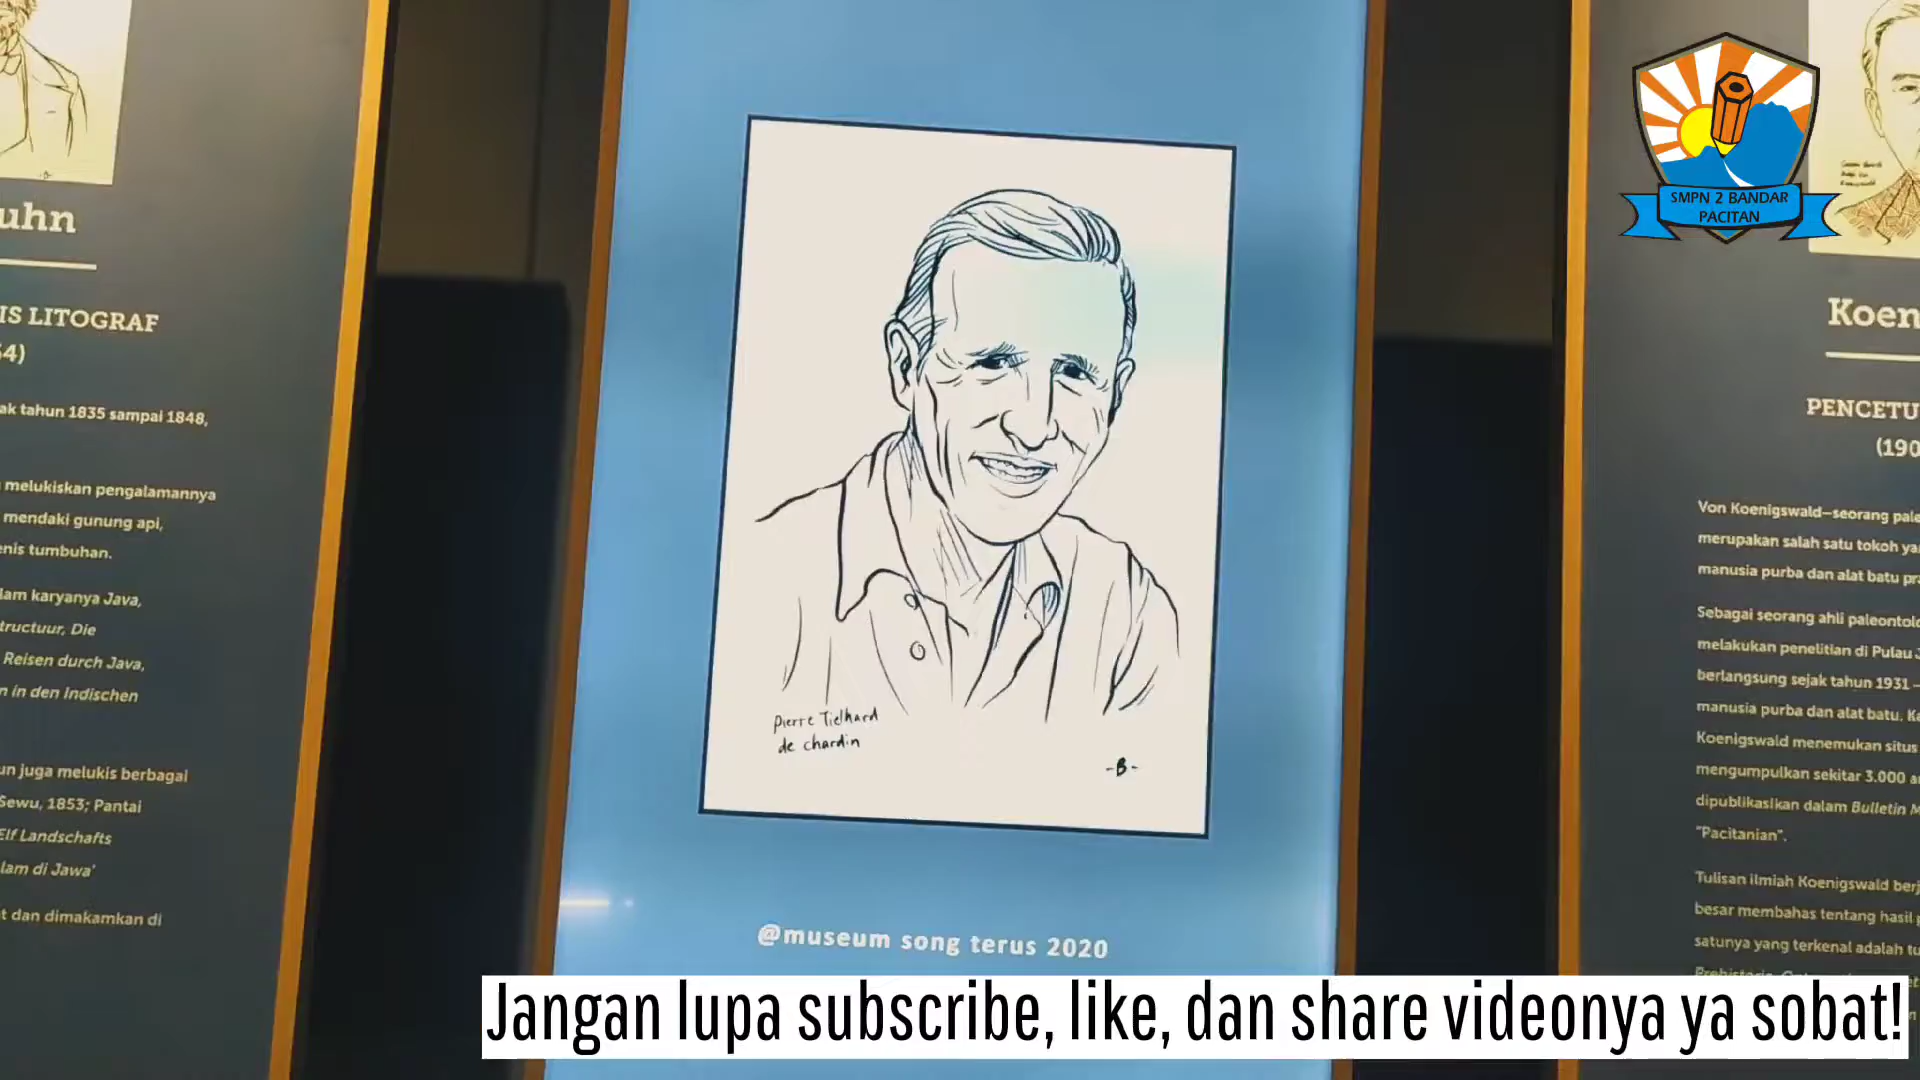 uhn
IS LITOGRAF
54)
ak tahun 1835 sampai 1848,
melukiskan pengalamannya
mendaki gunung api,
enis tumbuhan.
lam karyanya Java,
tructuur, Die
Reisen durch Java,
n in den Indischen
un juga melukis berbagai
Sewu, 1853; Pantai
Elf Landschafts
lam di Jawa'
t dan dimakamkan di
Pierre Tielhard
de chardin
-B-
@museum song terus 2020
SMPN 2 BANDAR
PACITAN
Koen
PENCETU
(190
Von Koenigswald—seorang pale
merupakan salah satu tokoh ya
manusia purba dan alat batu pr
Sebagai seorang ahli paleontolo
melakukan penelitian di Pulau J
berlangsung sejak tahun 1931 –
manusia purba dan alat batu. Ka
Koenigswald menemukan situs
mengumpulkan sekitar 3.000 a
dipublikasikan dalam Bulletin M
"Pacitanian".
Tulisan ilmiah Koenigswald berj
besar membahas tentang hasil p
satunya yang terkenal adalah tu
Jangan lupa subscribe, like, dan share videonya ya sobat!